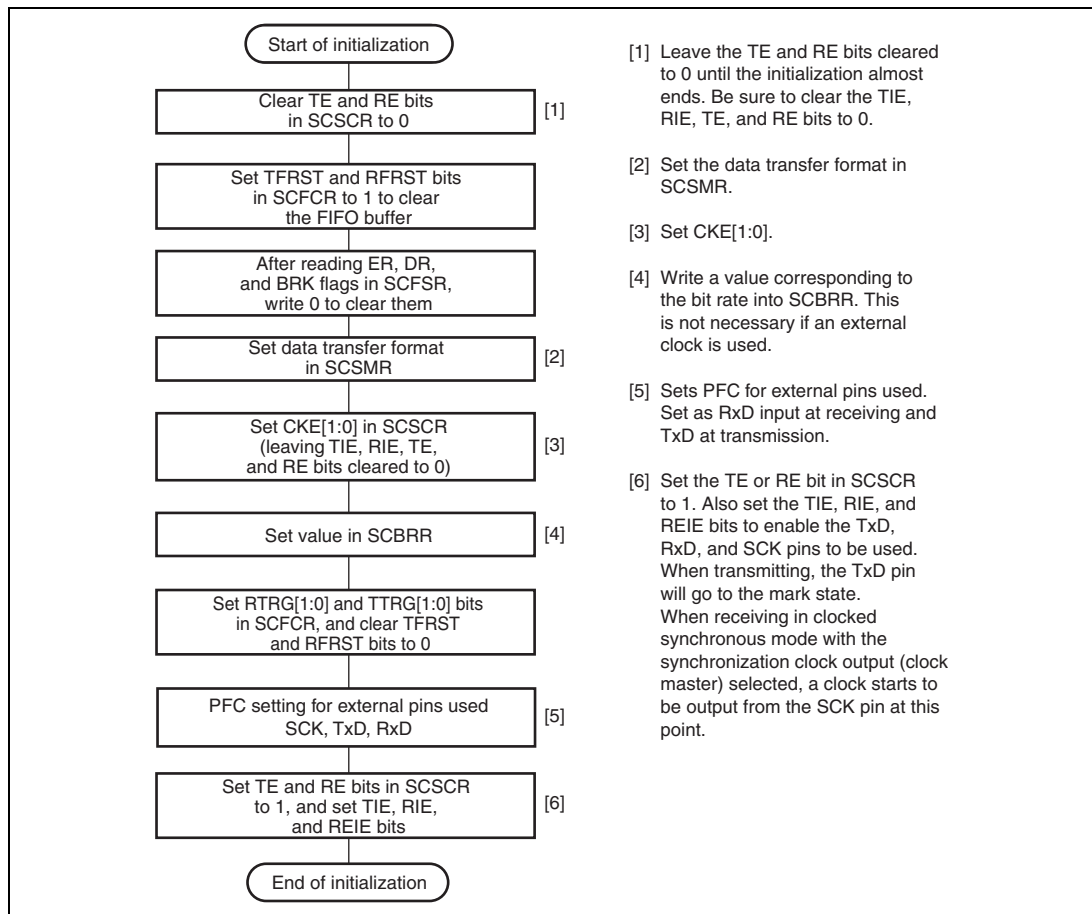 Start of initialization
Clear TE and RE bits
in SCSCR to 0
[1]
Set TFRST and RFRST bits
in SCFCR to 1 to clear
the FIFO buffer
After reading ER, DR,
and BRK flags in SCFSR,
write 0 to clear them
Set data transfer format
in SCSMR
[2]
Set CKE[1:0] in SCSCR
(leaving TIE, RIE, TE,
and RE bits cleared to 0)
[3]
Set value in SCBRR
[4]
Set RTRG[1:0] and TTRG[1:0] bits
in SCFCR, and clear TFRST
and RFRST bits to 0
PFC setting for external pins used
SCK, TxD, RxD
[5]
Set TE and RE bits in SCSCR
to 1, and set TIE, RIE,
and REIE bits
[6]
End of initialization
[1] Leave the TE and RE bits cleared
to 0 until the initialization almost
ends. Be sure to clear the TIE,
RIE, TE, and RE bits to 0.
[2] Set the data transfer format in
SCSMR.
[3] Set CKE[1:0].
[4] Write a value corresponding to
the bit rate into SCBRR. This
is not necessary if an external
clock is used.
[5] Sets PFC for external pins used.
Set as RxD input at receiving and
TxD at transmission.
[6] Set the TE or RE bit in SCSCR
to 1. Also set the TIE, RIE, and
REIE bits to enable the TxD,
RxD, and SCK pins to be used.
When transmitting, the TxD pin
will go to the mark state.
When receiving in clocked
synchronous mode with the
synchronization clock output (clock
master) selected, a clock starts to
be output from the SCK pin at this
point.